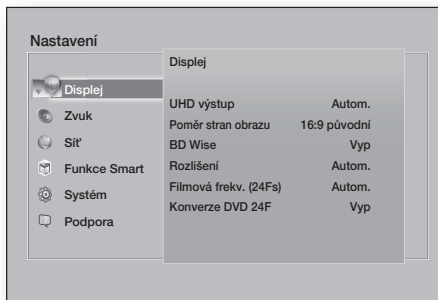 Nastavení
Displej
Zvuk
Síť
Funkce Smart
Systém
Podpora
Displej
UHD výstup Autom.
Poměr stran obrazu 16:9 původní
BD Wise Vyp
Rozlišení Autom.
Filmová frekv. (24Fs) Autom.
Konverze DVD 24F Vyp